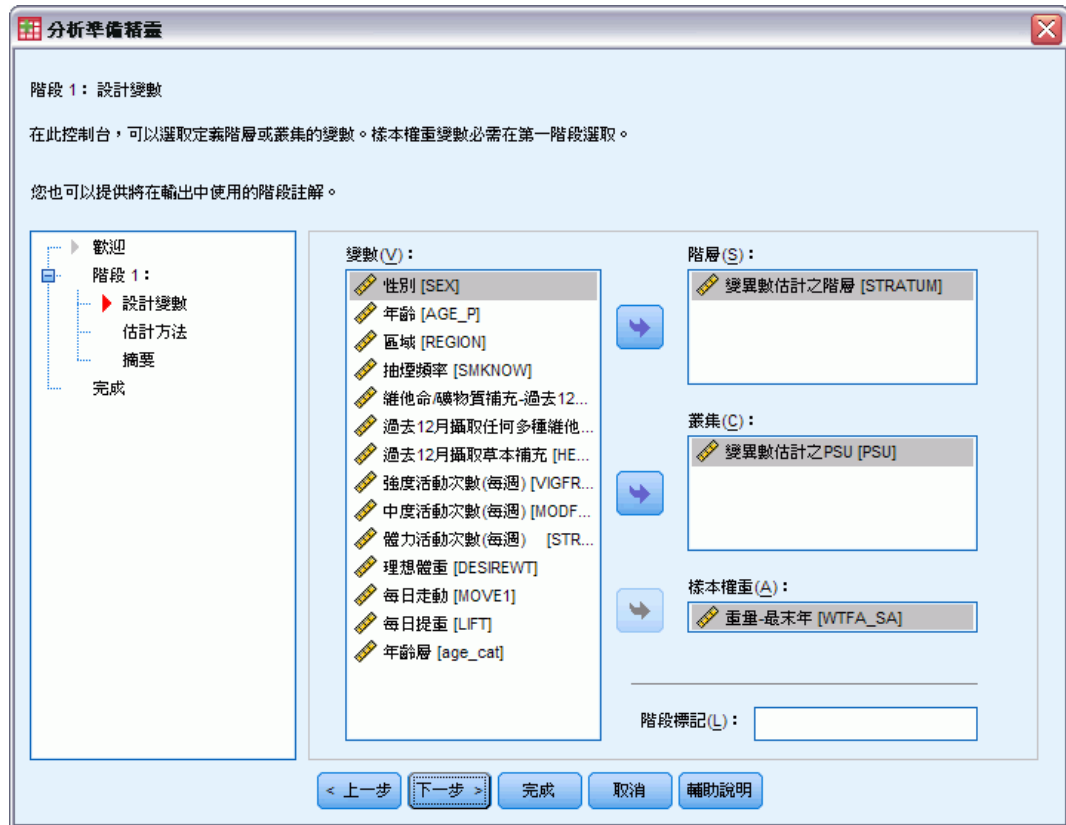 分析準備精靈
階段 1：設計變數
在此控制台，可以選取定義階層或叢集的變數。樣本權重變數必需在第一階段選取。
您也可以提供將在輸出中使用的階段註解。
歡迎
階段 1：
設計變數
估計方法
摘要
完成
變數(V)：
性別 [SEX]
年齡 [AGE_P]
區域 [REGION]
抽煙頻率 [SMKNOW]
維他命/礦物質補充-過去12...
過去12月攝取任何多種維他...
過去12月攝取草本補充 [HE...
強度活動次數(每週) [VIGFR...
中度活動次數(每週) [MODF...
體力活動次數(每週) [STR...
理想體重 [DESIREWT]
每日走動 [MOVE1]
每日提重 [LIFT]
年齡層 [age_cat]
階層(S)：
變異數估計之階層 [STRATUM]
叢集(C)：
變異數估計之PSU [PSU]
樣本權重(A)：
重量-最末年 [WTFA_SA]
階段標記(L)：
< 上一步 下一步 > 完成 取消 輔助說明